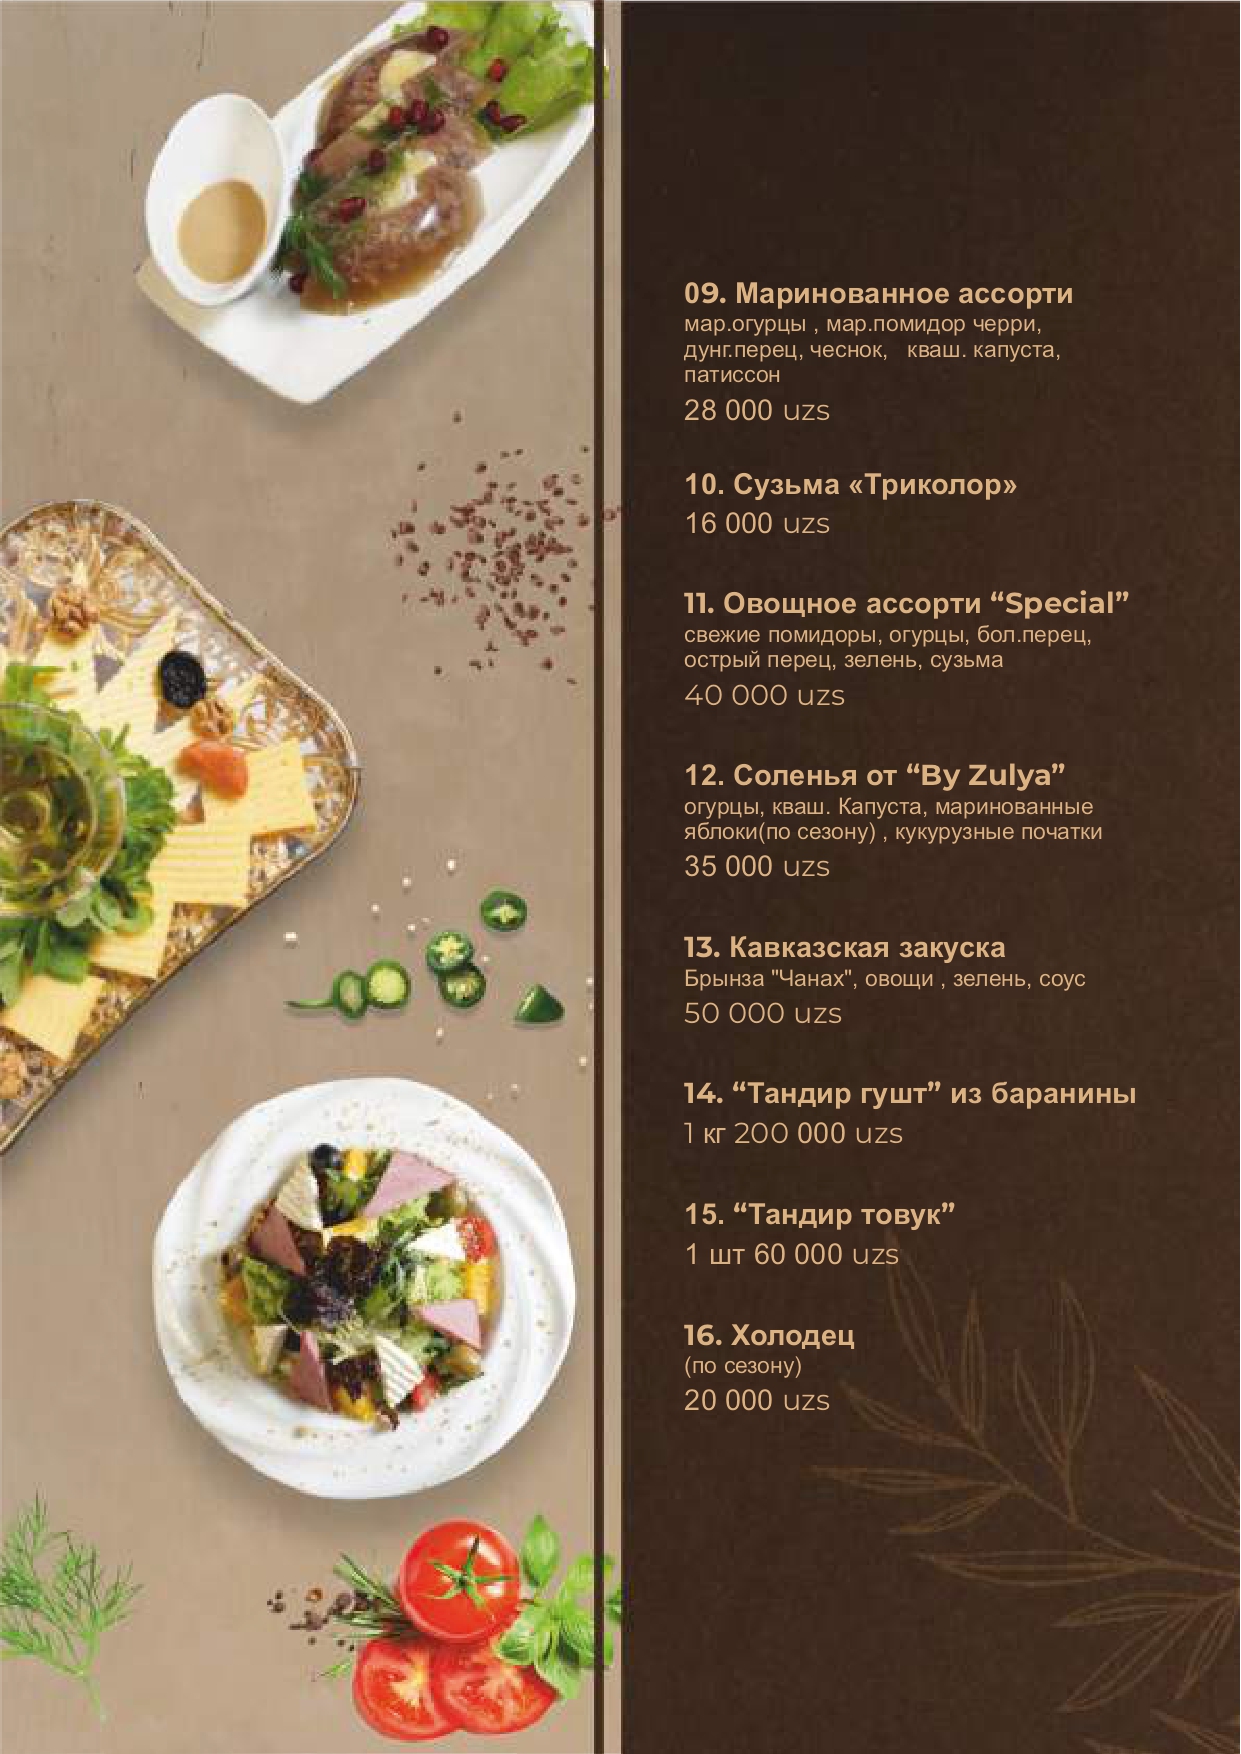 09. Маринованное ассорти
мар.огурцы , мар.помидор черри,
дунг.перец, чеснок, кваш. капуста,
патиссон
28 000 uzs
10. Сузьма «Триколор»
16 000 uzs
11. Овощное ассорти “Special”
свежие помидоры, огурцы, бол.перец,
острый перец, зелень, сузьма
40 000 uzs
12. Соленья от “By Zulya”
огурцы, кваш. Капуста, маринованные
яблоки(по сезону) , кукурузные початки
35 000 uzs
13. Кавказская закуска
Брынза "Чанах", овощи , зелень, соус
50 000 uzs
14. “Тандир гушт” из баранины
1 кг 200 000 uzs
15. “Тандир товук”
1 шт 60 000 uzs
16. Холодец
(по сезону)
20 000 uzs